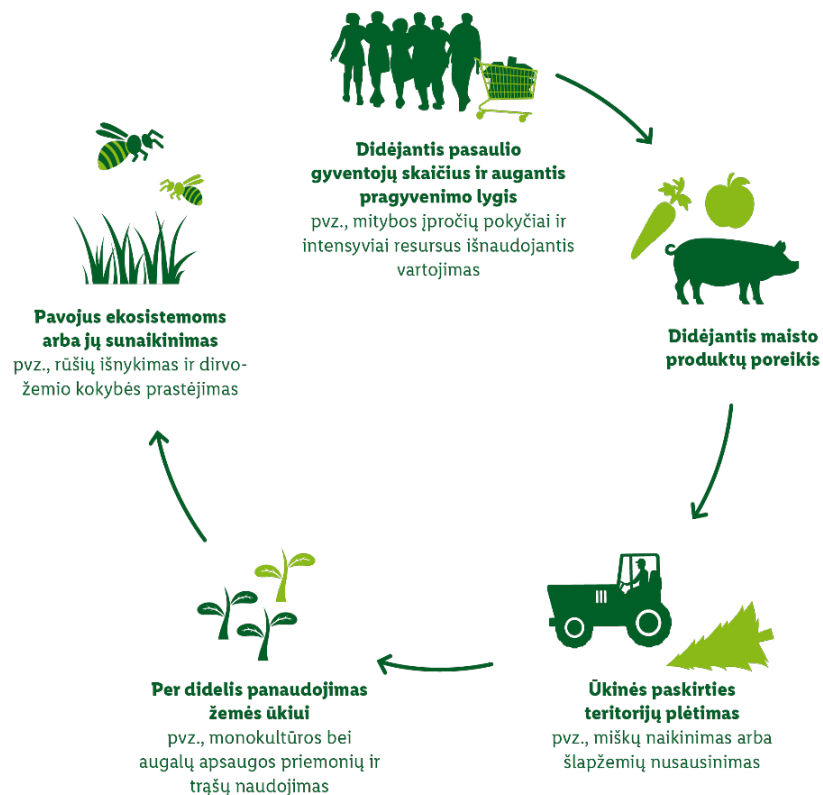 Didėjantis pasaulio
gyventojų skaičius ir augantis
pragyvenimo lygis
pvz., mitybos įpročių pokyčiai ir
intensyviai resursus išnaudojantis
vartojimas
Didėjantis maisto
produktų poreikis
Ūkinės paskirties
teritorijų plėtimas
pvz., miškų naikinimas arba
šlapžemių nusausinimas
Per didelis panaudojimas
žemės ūkiui
pvz., monokultūros bei
augalų apsaugos priemonių ir
trąšų naudojimas
Pavojus ekosistemoms
arba jų sunaikinimas
pvz., rūšių išnykimas ir dirvo-
žemio kokybės prastėjimas